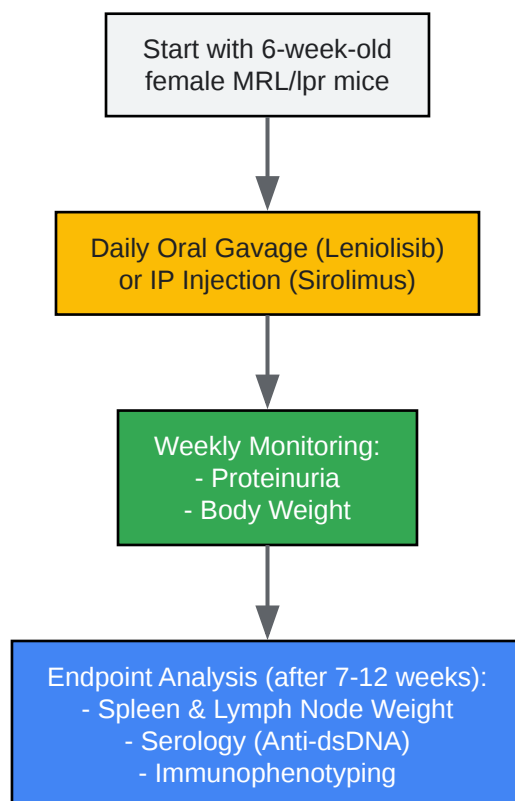 Start with 6-week-old
female MRL/lpr mice
Daily Oral Gavage (Leniolisib)
or IP Injection (Sirolimus)
Weekly Monitoring:
- Proteinuria
- Body Weight
Endpoint Analysis (after 7-12 weeks):
- Spleen & Lymph Node Weight
- Serology (Anti-dsDNA)
- Immunophenotyping